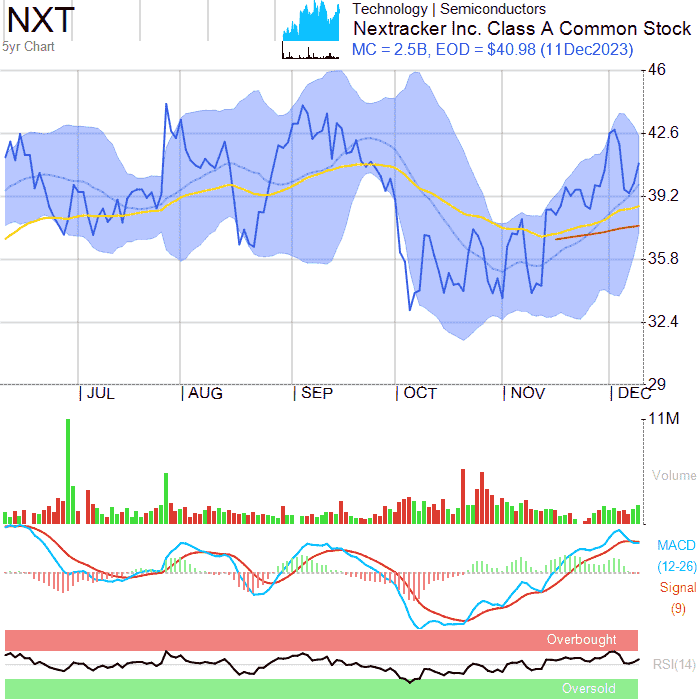 NXT
5yr Chart
Technology | Semiconductors
Nextracker Inc. Class A Common Stock
MC = 2.5B, EOD = $40.98 (11Dec2023)
46
42.6
39.2
35.8
32.4
29
| JUL | AUG | SEP | OCT | NOV | DEC
11M
Volume
MACD
(12-26)
Signal
(9)
Overbought
RSI(14)
Oversold